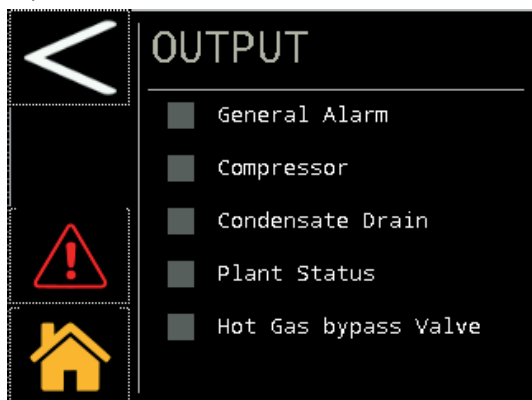 OUTPUT
General Alarm
Compressor
Condensate Drain
Plant Status
Hot Gas bypass Valve